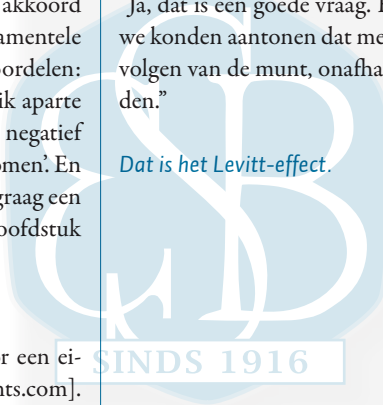 akkoord
amentele
ordelen:
ik aparte
negatief
omen'. En
graag een
oofdstuk
r een ei-
nts.com].
"Ja, dat is een goede vraag.
we konden aantonen dat me
volgen van de munt, onafha
den."
Dat is het Levitt-effect.
ESB
SINDS 1916